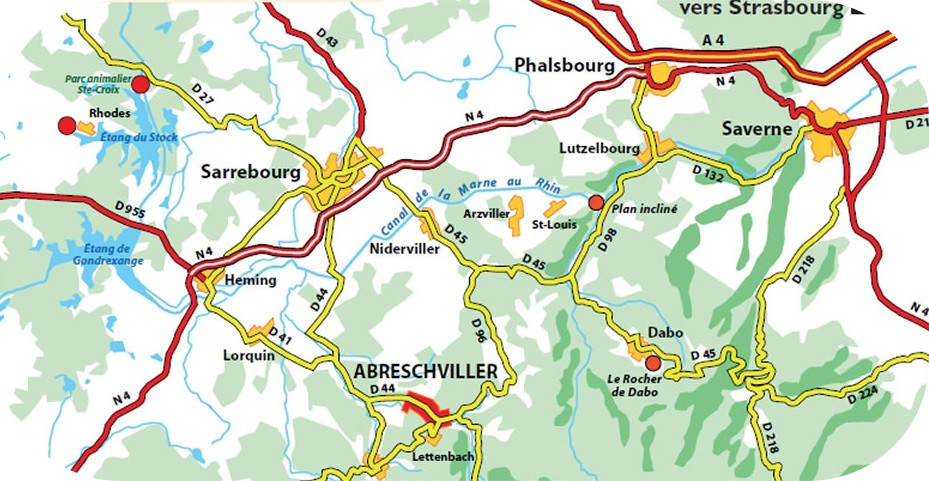 vers Strasbourg
D 43
A 4
Phalsbourg
N 4
Parc animalier
Ste-Croix
D 27
Rhodes
N 4
Étang du Stock
Saverne
D 21
Lutzelbourg
Sarrebourg
D 132
Canal de la Marne au Rhin
D 955
Arzviller
St-Louis
Plan incliné
Niderviller
D 45
D 98
Étang de
Gondrexange
N 4
D 45
D 218
Heming
D 44
N 4
D 41
D 96
Dabo
Lorquin
D 45
ABRESCHVILLER
Le Rocher
de Dabo
D 44
N 4
D 224
D 218
Lettenbach